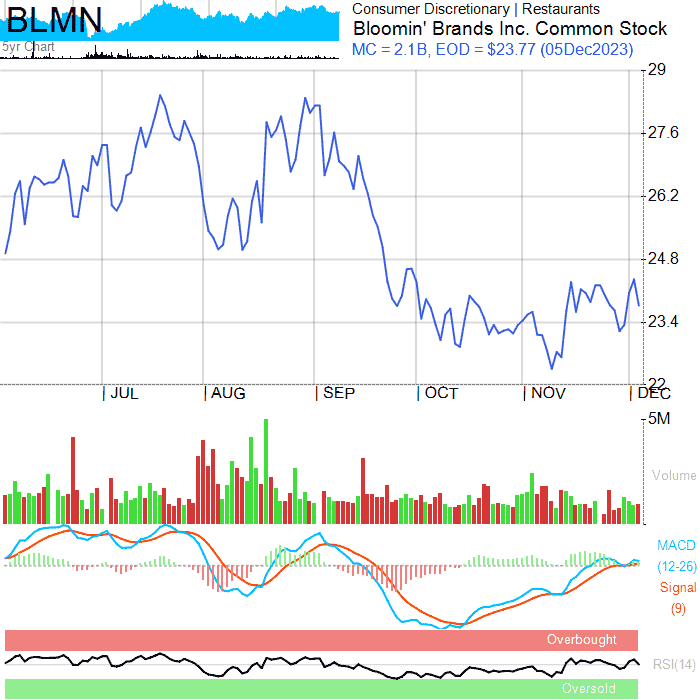 BLMN
Consumer Discretionary | Restaurants
Bloomin' Brands Inc. Common Stock
5yr Chart
MC = 2.1B, EOD = $23.77 (05Dec2023)
29
27.6
26.2
24.8
23.4
22
| JUL | AUG | SEP | OCT | NOV | DEC
5M
Volume
MACD
(12-26)
Signal
(9)
Overbought
RSI(14)
Oversold